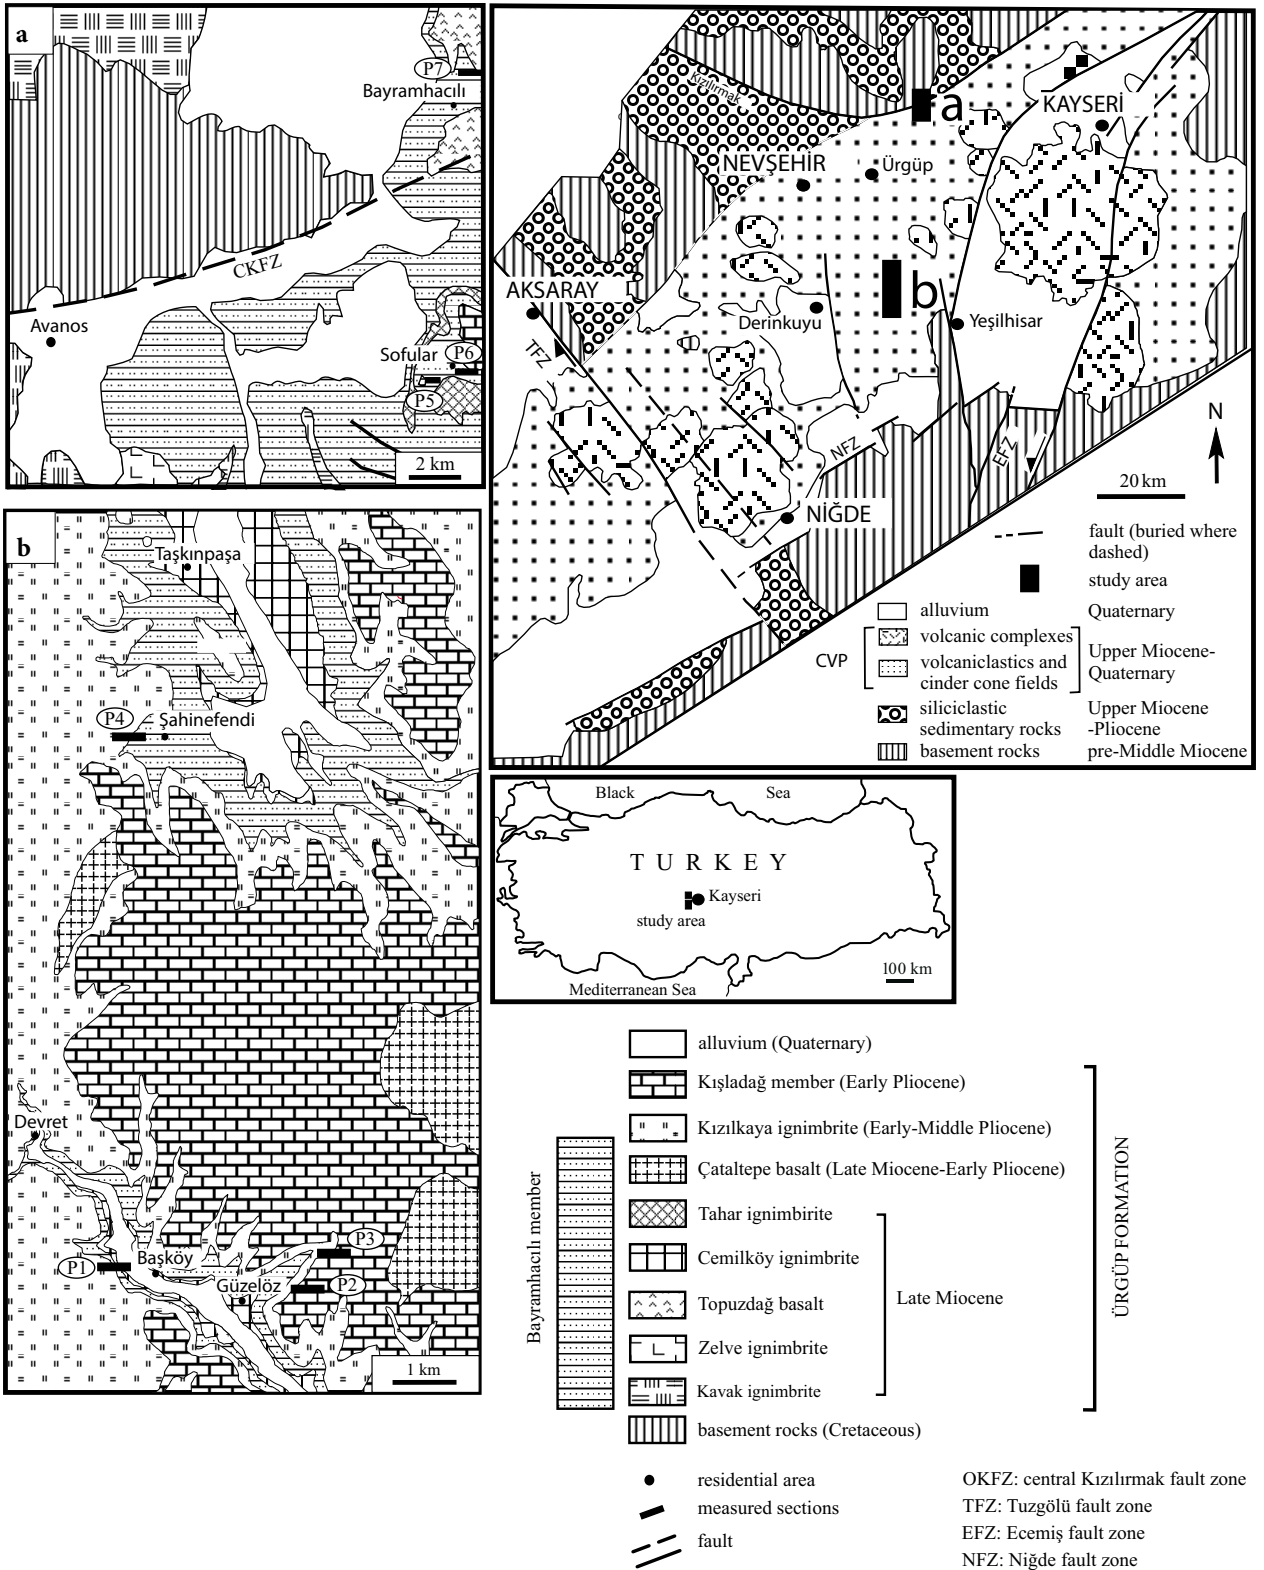 a
P7
Bayramhacılı
CKFZ
Avanos
Sofular
P6
P5
2 km
Kızılırmak
a
KAYSERİ
NEVŞEHİR
Ürgüp
b
AKSARAY
Derinkuyu
Yeşilhisar
TFZ
NFZ
EFZ
NİĞDE
N
20 km
fault (buried where
dashed)
study area
alluvium Quaternary
CVP
volcanic complexes
volcaniclastics and
cinder cone fields
Upper Miocene-
Quaternary
siliciclastic
sedimentary rocks
Upper Miocene
-Pliocene
basement rocks pre-Middle Miocene
b
Taşkınpaşa
P4
Şahinefendi
Devret
P1
Başköy
P3
Güzelöz
P2
1 km
Black Sea
TURKEY
Kayseri
study area
100 km
Mediterranean Sea
alluvium (Quaternary)
Kışladağ member (Early Pliocene)
Kızılkaya ignimbrite (Early-Middle Pliocene)
Çataltepe basalt (Late Miocene-Early Pliocene)
Tahar ignimbirite
Cemilköy ignimbrite
Topuzdağ basalt
Zelve ignimbrite
Kavak ignimbrite
basement rocks (Cretaceous)
Bayramhacılı member
Late Miocene
ÜRGÜP FORMATION
residential area
measured sections
fault
OKFZ: central Kızılırmak fault zone
TFZ: Tuzgölü fault zone
EFZ: Ecemiş fault zone
NFZ: Niğde fault zone